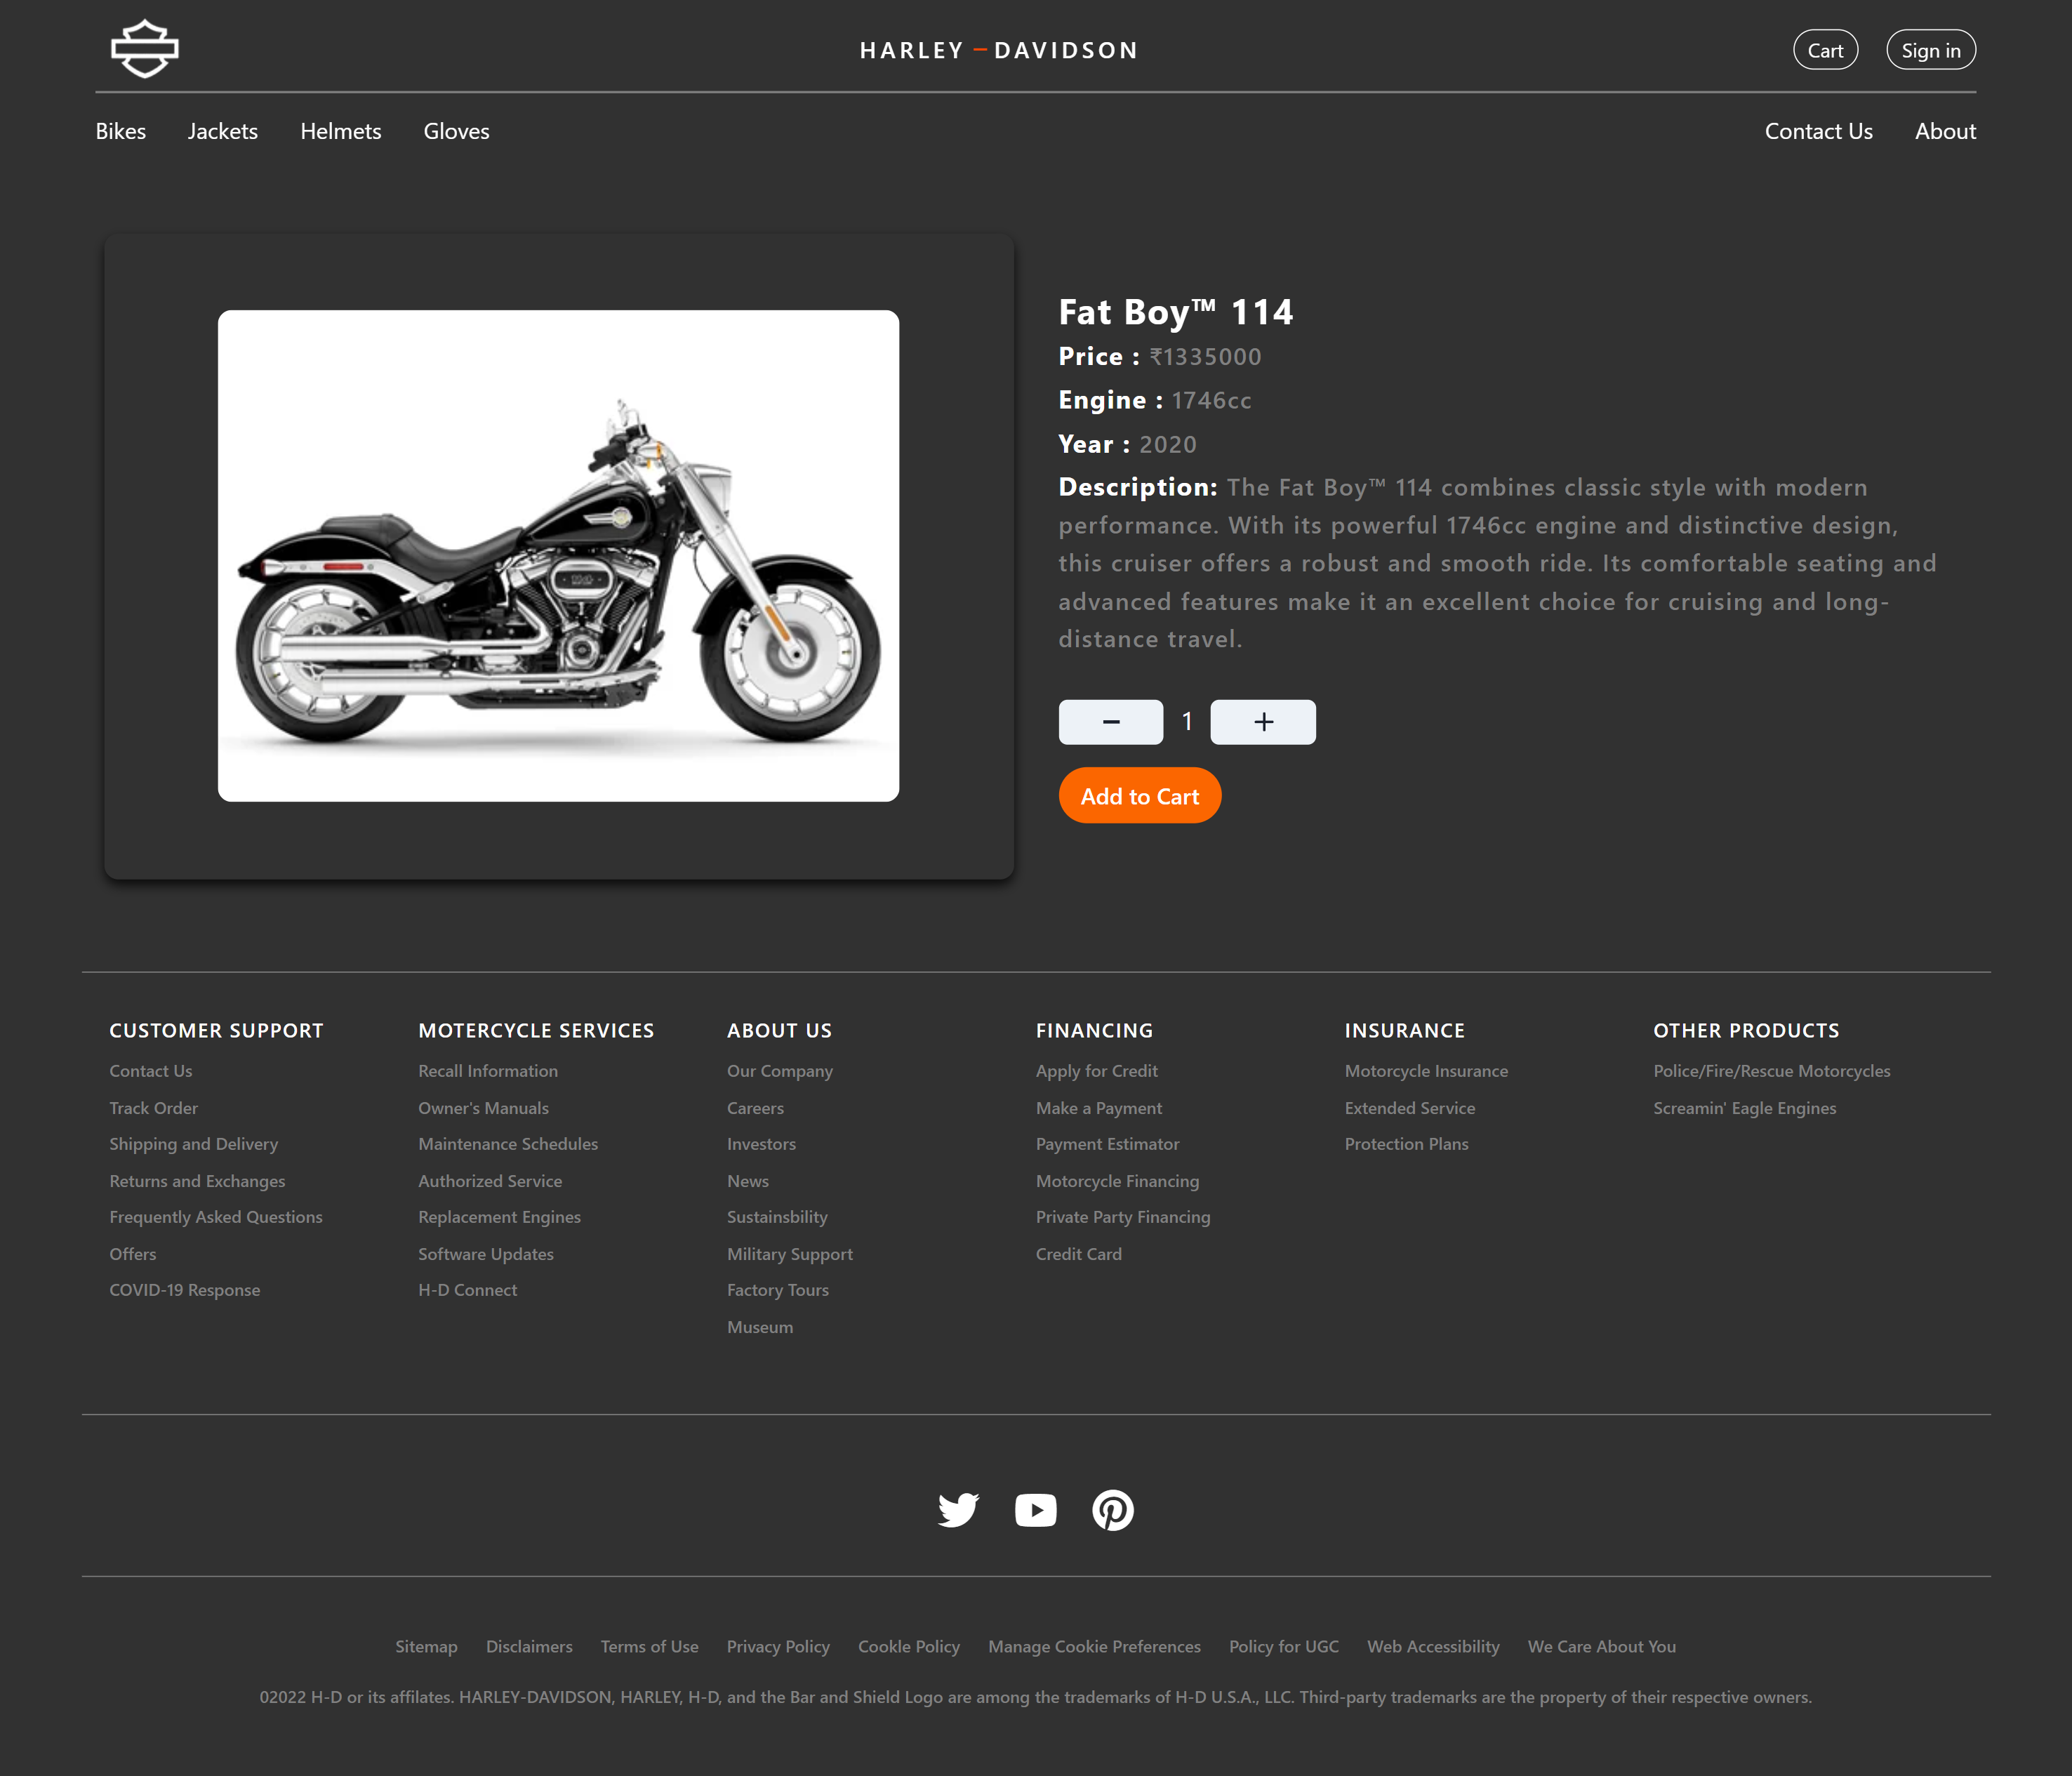 HARLEY – DAVIDSON
Cart
Sign in
Bikes
Jackets
Helmets
Gloves
Contact Us
About
Fat Boy™ 114
Price : ₹1335000
Engine : 1746cc
Year : 2020
Description: The Fat Boy™ 114 combines classic style with modern
performance. With its powerful 1746cc engine and distinctive design,
this cruiser offers a robust and smooth ride. Its comfortable seating and
advanced features make it an excellent choice for cruising and long-
distance travel.
114
− 1 +
Add to Cart
CUSTOMER SUPPORT
Contact Us
Track Order
Shipping and Delivery
Returns and Exchanges
Frequently Asked Questions
Offers
COVID-19 Response
MOTERCYCLE SERVICES
Recall Information
Owner's Manuals
Maintenance Schedules
Authorized Service
Replacement Engines
Software Updates
H-D Connect
ABOUT US
Our Company
Careers
Investors
News
Sustainsbility
Military Support
Factory Tours
Museum
FINANCING
Apply for Credit
Make a Payment
Payment Estimator
Motorcycle Financing
Private Party Financing
Credit Card
INSURANCE
Motorcycle Insurance
Extended Service
Protection Plans
OTHER PRODUCTS
Police/Fire/Rescue Motorcycles
Screamin' Eagle Engines
Sitemap
Disclaimers
Terms of Use
Privacy Policy
Cookle Policy
Manage Cookie Preferences
Policy for UGC
Web Accessibility
We Care About You
02022 H-D or its affilates. HARLEY-DAVIDSON, HARLEY, H-D, and the Bar and Shield Logo are among the trademarks of H-D U.S.A., LLC. Third-party trademarks are the property of their respective owners.